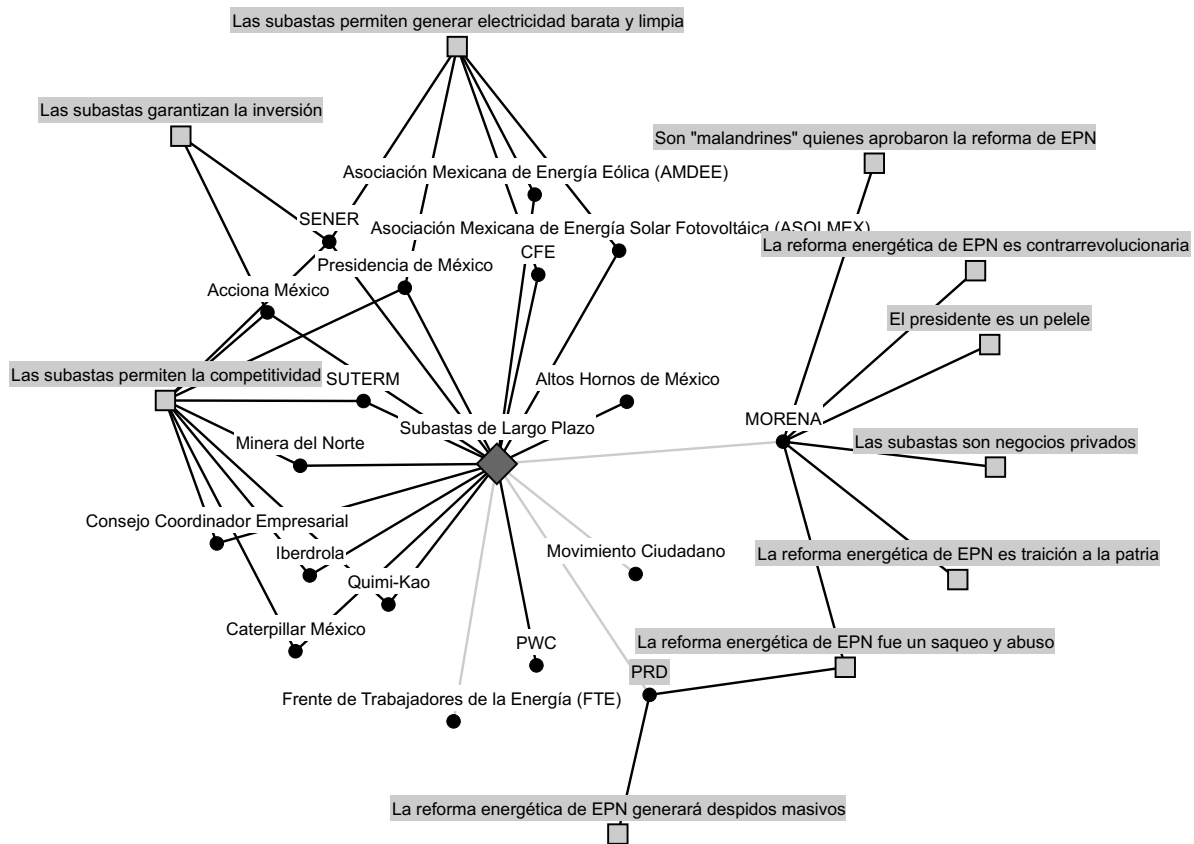 Las subastas permiten generar electricidad barata y limpia
Las subastas garantizan la inversión
Son "malandrines" quienes aprobaron la reforma de EPN
Asociación Mexicana de Energía Eólica (AMDEE)
SENER
Asociación Mexicana de Energía Solar Fotovoltáica (ASOLMEX)
La reforma energética de EPN es contrarrevolucionaria
CFE
Presidencia de México
Acciona México
El presidente es un pelele
Las subastas permiten la competitividad
SUTERM
Altos Hornos de México
MORENA
Subastas de Largo Plazo
Minera del Norte
Las subastas son negocios privados
Consejo Coordinador Empresarial
Iberdrola
Movimiento Ciudadano
La reforma energética de EPN es traición a la patria
Quimi-Kao
Caterpillar México
PWC
La reforma energética de EPN fue un saqueo y abuso
PRD
Frente de Trabajadores de la Energía (FTE)
La reforma energética de EPN generará despidos masivos